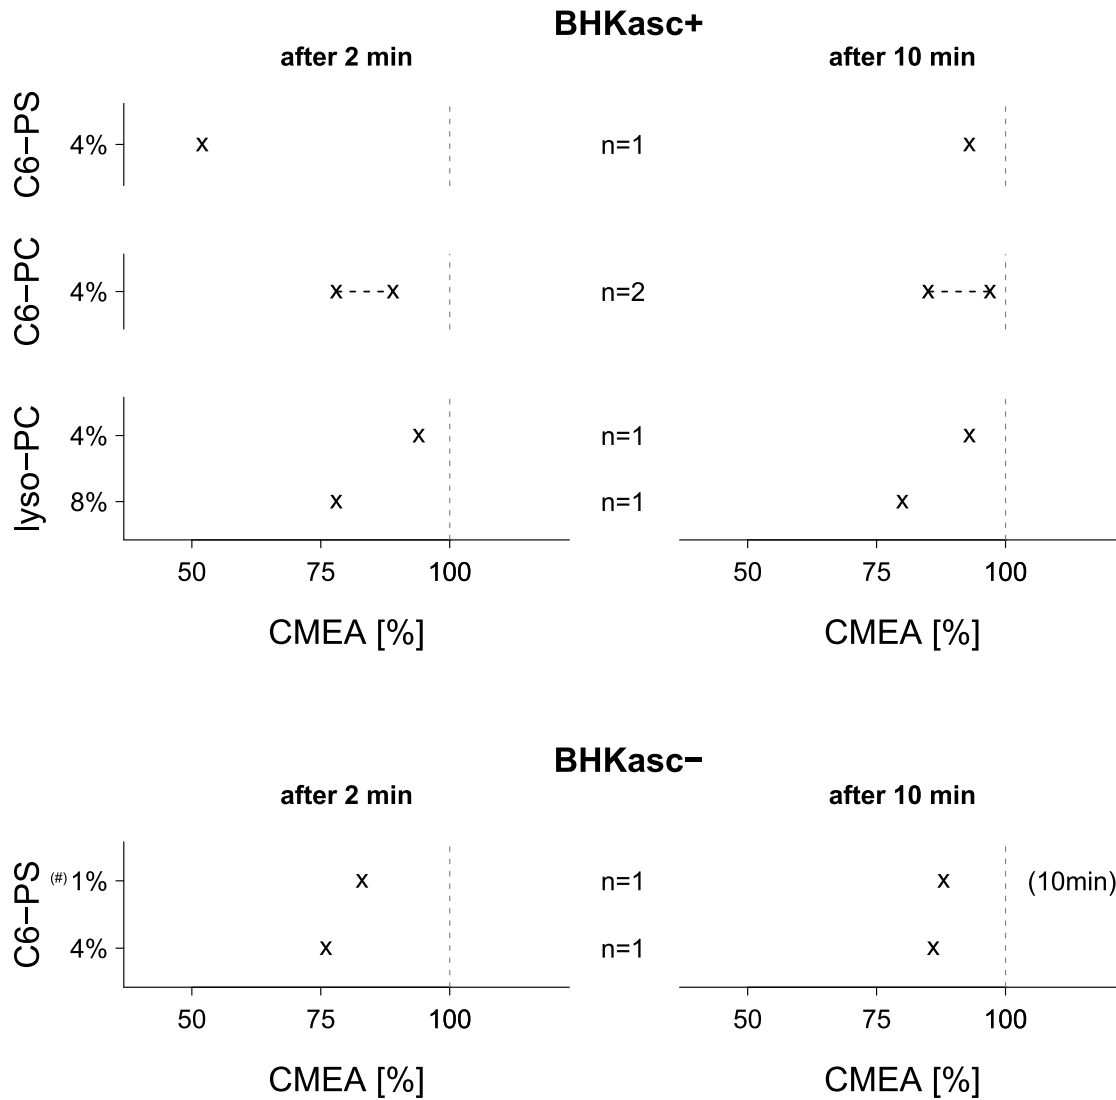 BHKasc+
after 2 min after 10 min
C6−PS
4% x n=1 x
C6−PC
4% x x n=2 x x
lyso−PC
4% x n=1 x
8% x n=1 x
50 75 100 50 75 100
CMEA [%] CMEA [%]
BHKasc−
after 2 min after 10 min
C6−PS
(#) 1% x n=1 x (10min)
4% x n=1 x
50 75 100 50 75 100
CMEA [%] CMEA [%]